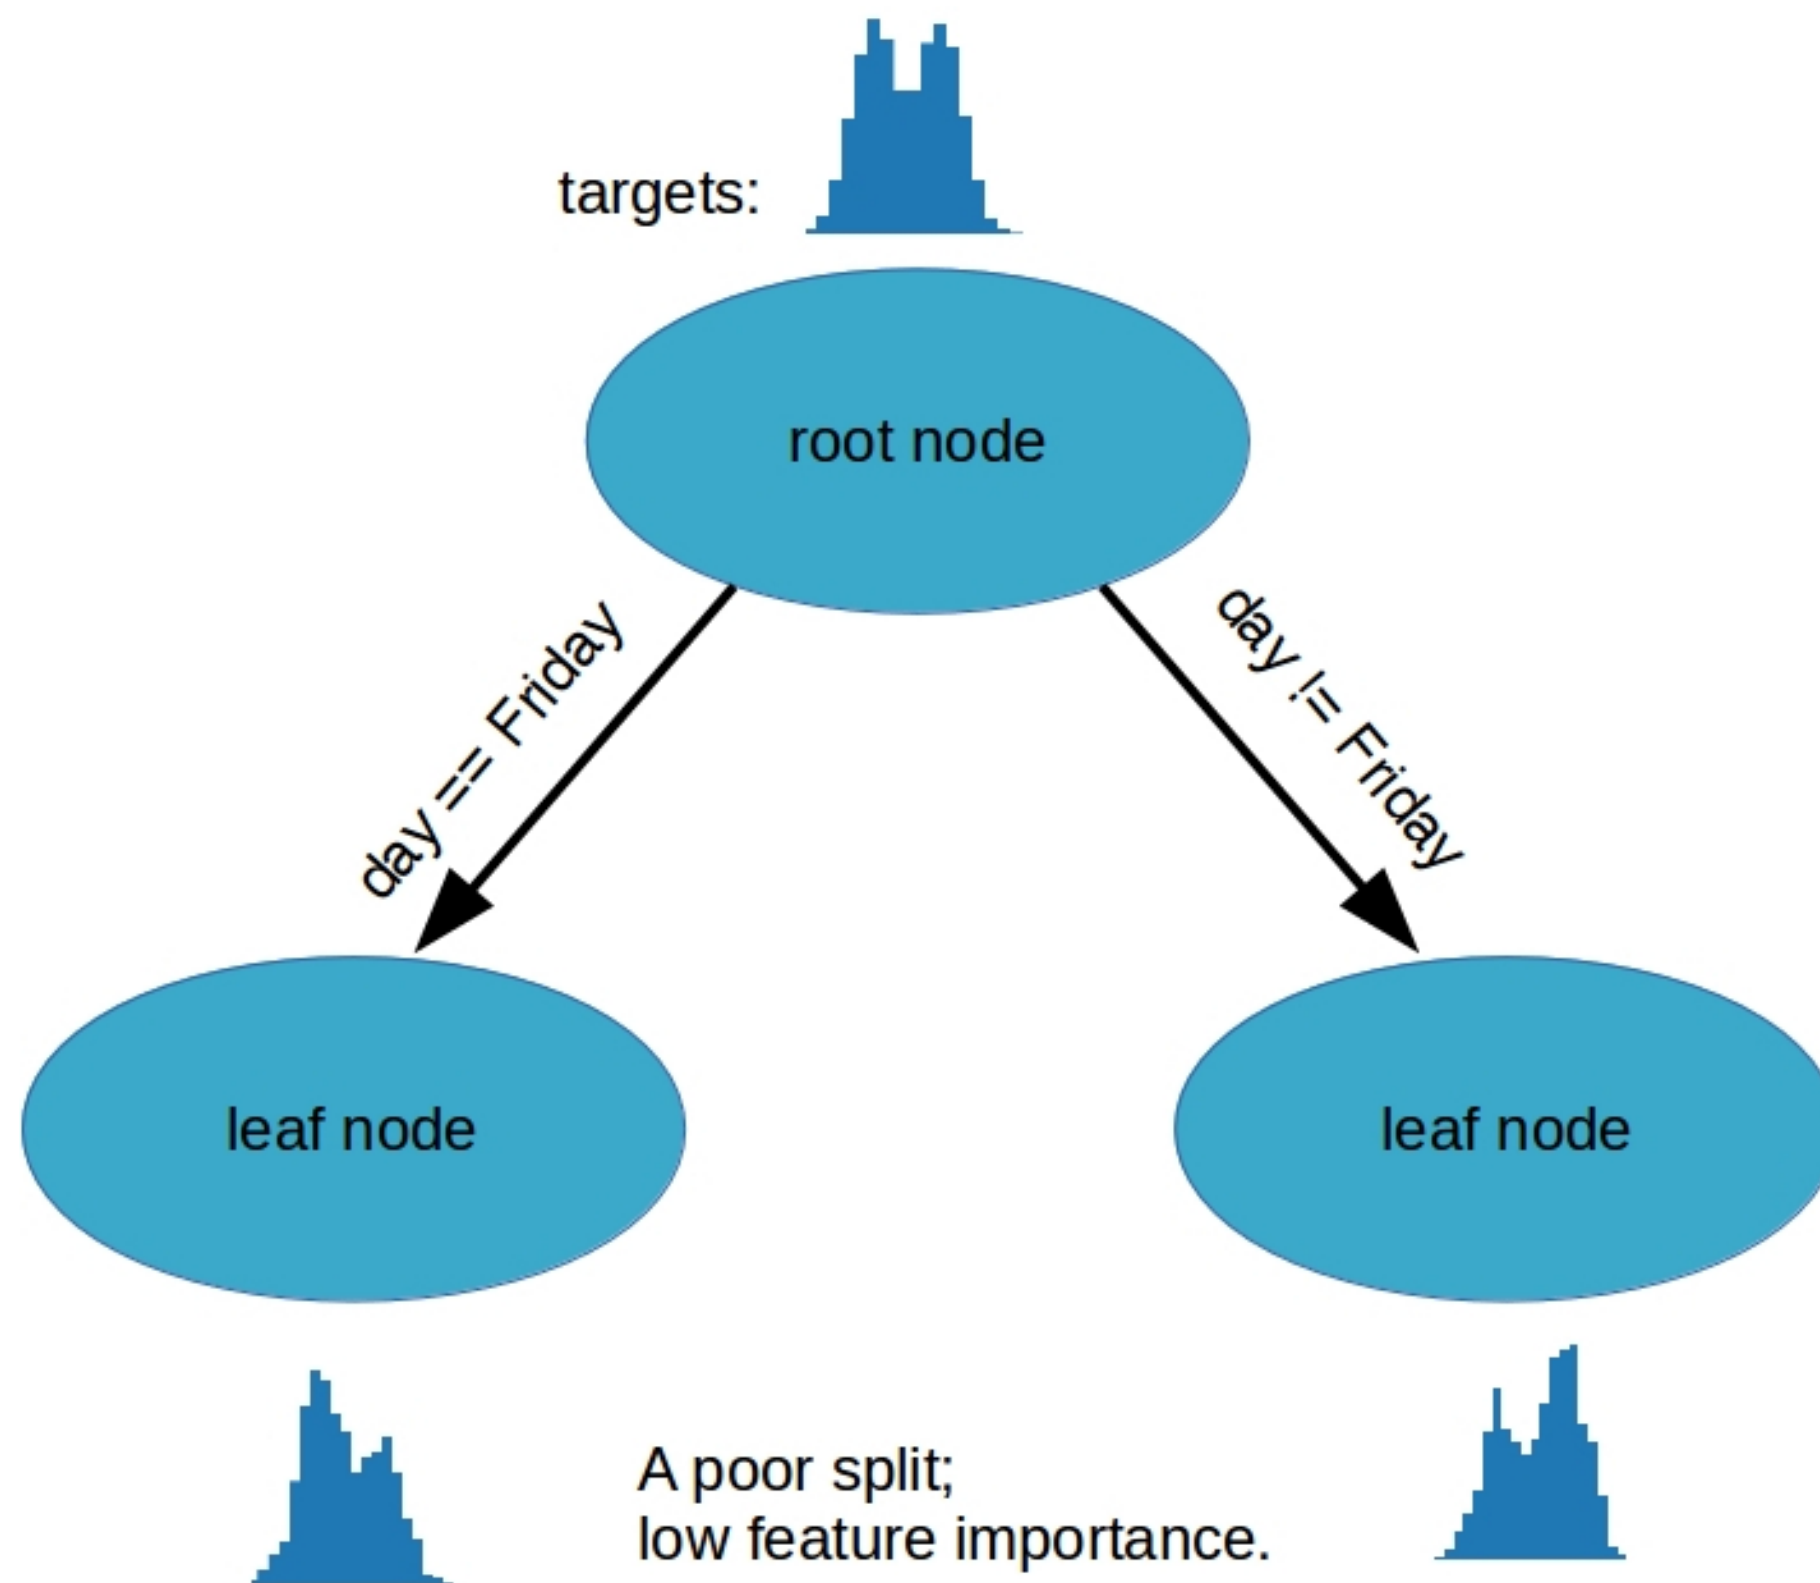 targets:
root node
day == Friday
day != Friday
leaf node
leaf node
A poor split;
low feature importance.